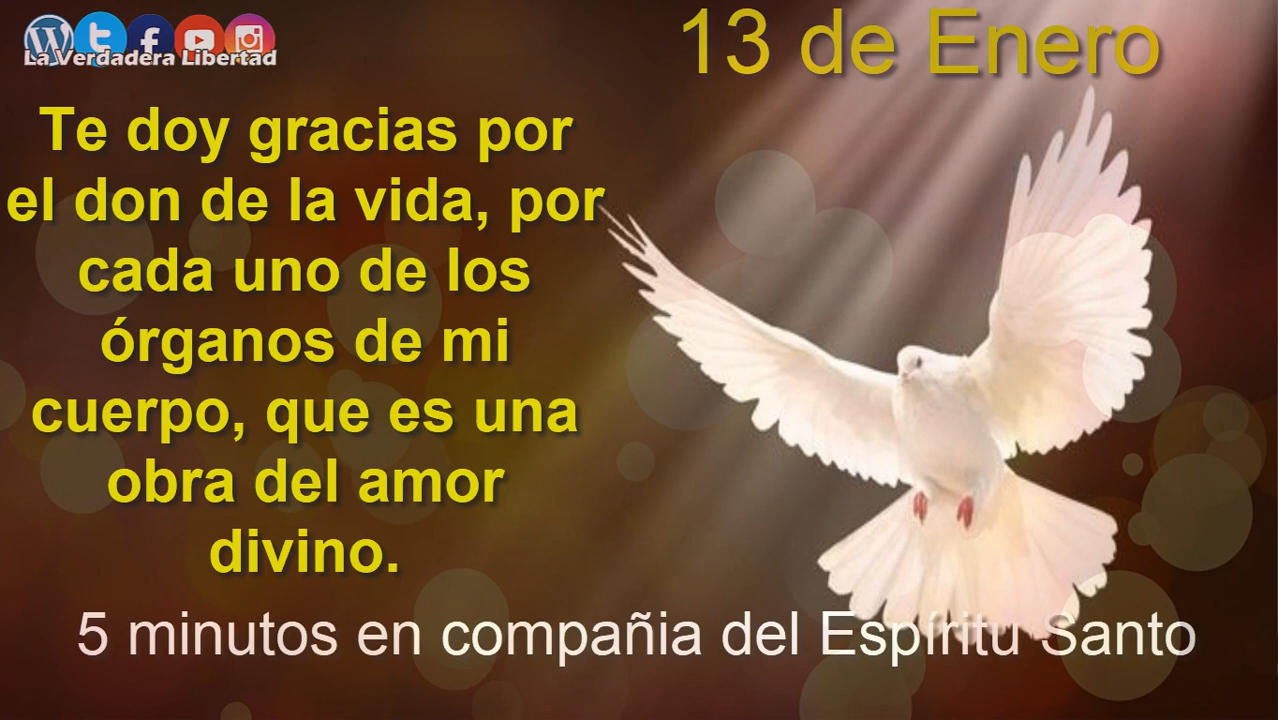 La Verdadera Libertad
13 de Enero
Te doy gracias por
el don de la vida, por
cada uno de los
órganos de mi
cuerpo, que es una
obra del amor
divino.
5 minutos en compañia del Espíritu Santo